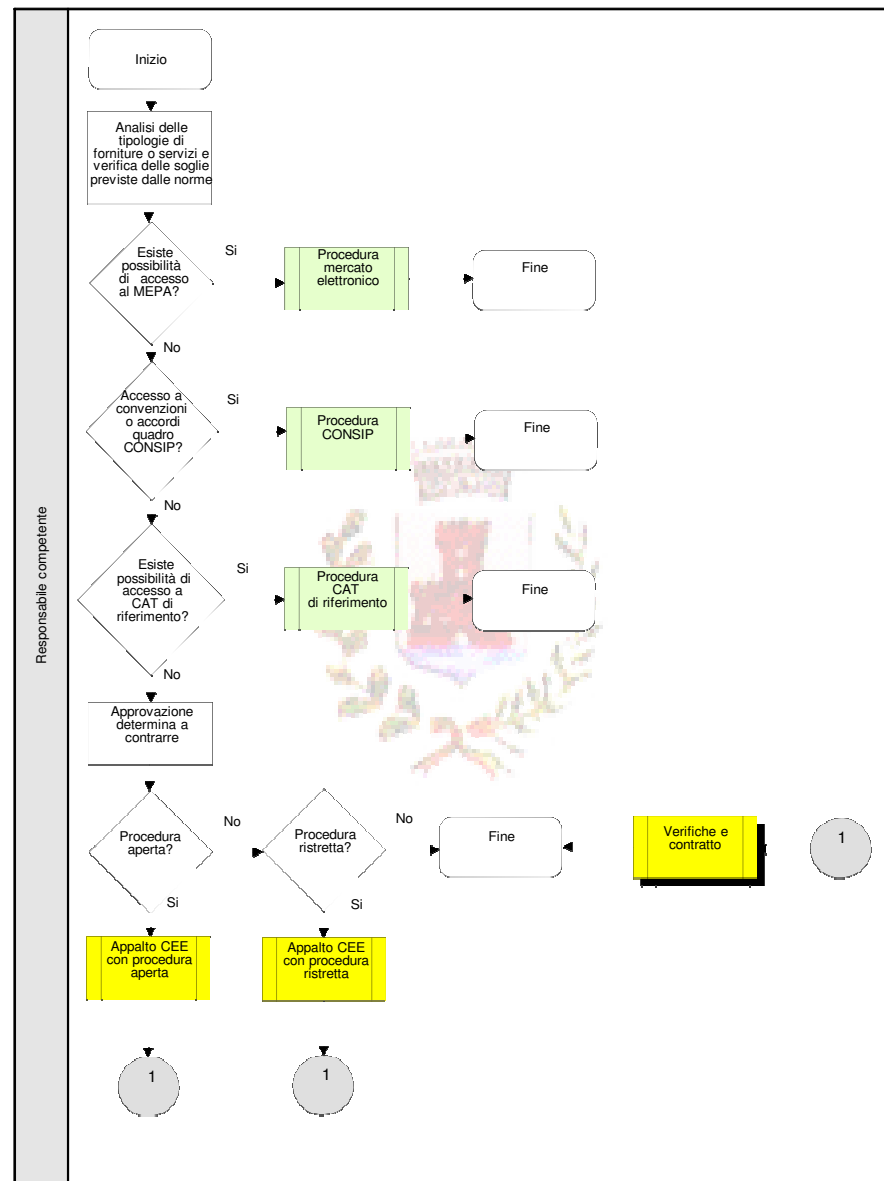 Responsabile competente
Inizio
Analisi delle
tipologie di
forniture o servizi e
verifica delle soglie
previste dalle norme
Esiste
possibilità
di accesso
al MEPA?
Si
Procedura
mercato
elettronico
Fine
No
Accesso a
convenzioni
o accordi
quadro
CONSIP?
Si
Procedura
CONSIP
Fine
No
Esiste
possibilità di
accesso a
CAT di
riferimento?
Si
Procedura
CAT
di riferimento
Fine
No
Approvazione
determina a
contrarre
Procedura
aperta?
No
Procedura
ristretta?
No
Fine
Verifiche e
contratto
1
Si
Si
Appalto CEE
con procedura
aperta
Appalto CEE
con procedura
ristretta
1
1